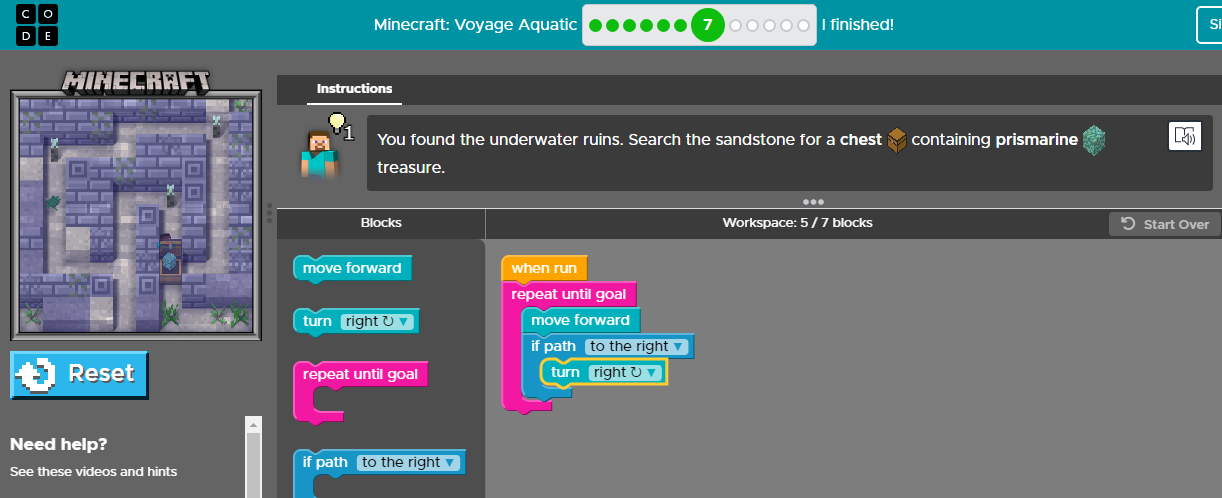 C O
D E
Minecraft: Voyage Aquatic
7
I finished!
Si
MINECRAFT
Instructions
1
You found the underwater ruins. Search the sandstone for a chest containing prismarine
treasure.
Blocks
Workspace: 5 / 7 blocks
Start Over
move forward
turn right ↻ ▼
repeat until goal
if path to the right ▼
when run
repeat until goal
move forward
if path to the right ▼
turn right ↻ ▼
Reset
Need help?
See these videos and hints